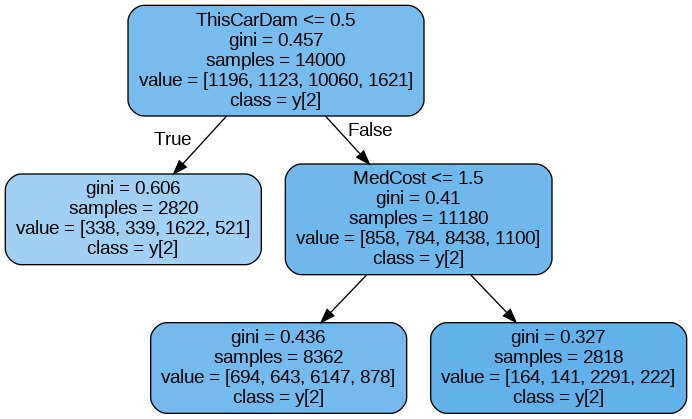 ThisCarDam <= 0.5
gini = 0.457
samples = 14000
value = [1196, 1123, 10060, 1621]
class = y[2]
True
False
gini = 0.606
samples = 2820
value = [338, 339, 1622, 521]
class = y[2]
MedCost <= 1.5
gini = 0.41
samples = 11180
value = [858, 784, 8438, 1100]
class = y[2]
gini = 0.436
samples = 8362
value = [694, 643, 6147, 878]
class = y[2]
gini = 0.327
samples = 2818
value = [164, 141, 2291, 222]
class = y[2]